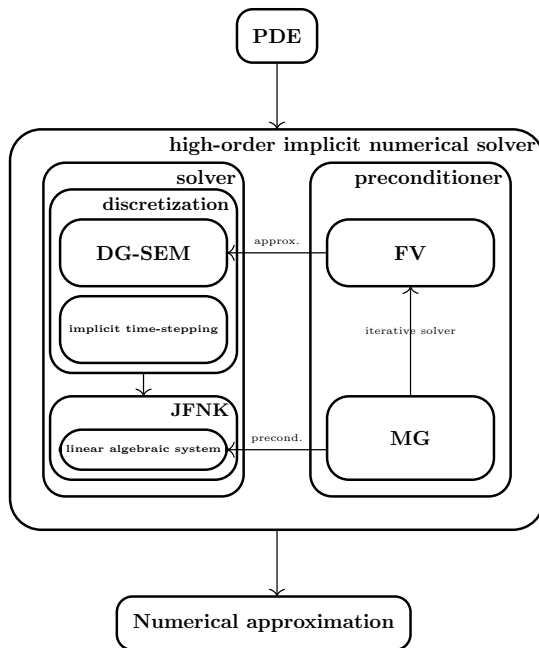 PDE
high-order implicit numerical solver
solver
preconditioner
discretization
DG-SEM
approx.
FV
implicit time-stepping
iterative solver
JFNK
linear algebraic system
precond.
MG
Numerical approximation